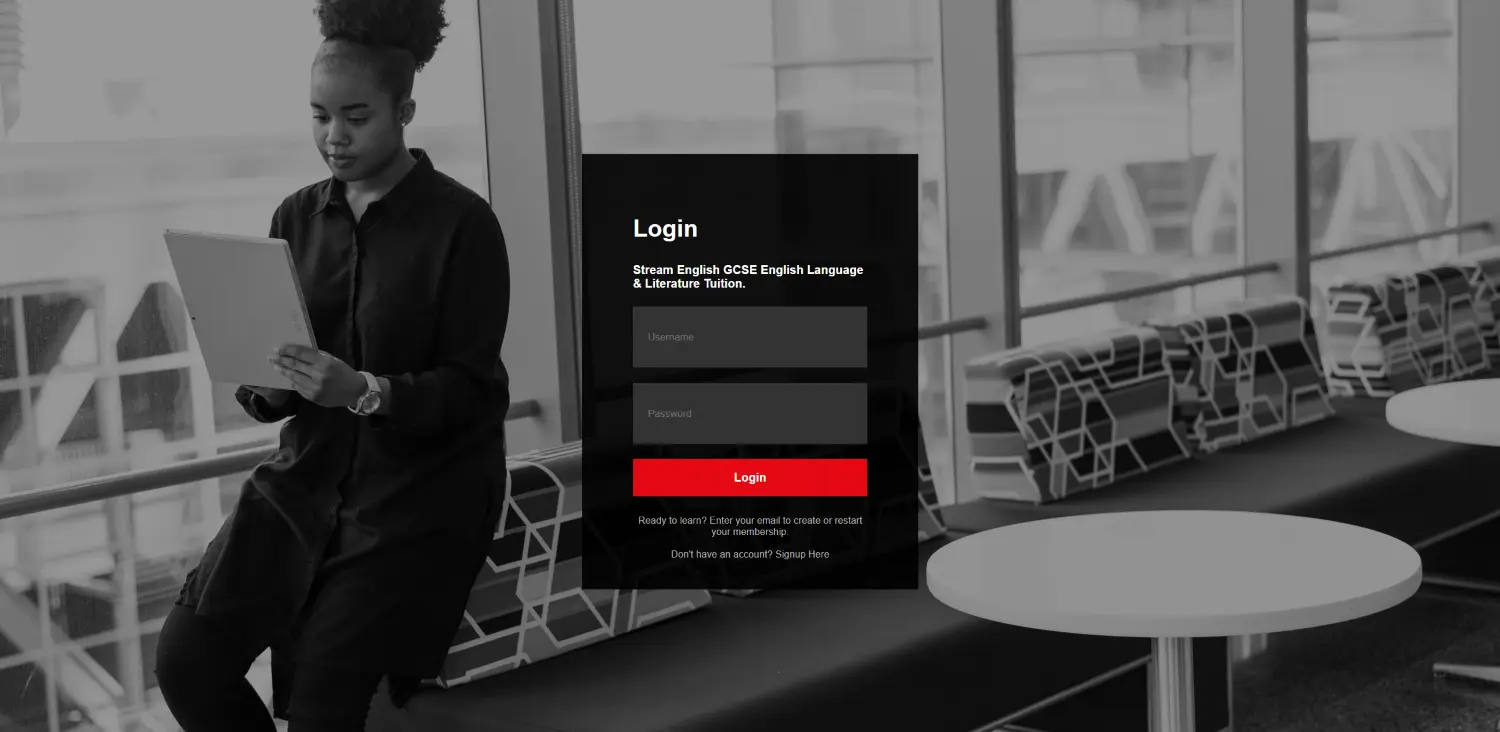 Login
Stream English GCSE English Language
& Literature Tuition.
Username
Password
Login
Ready to learn? Enter your email to create or restart
your membership.
Don't have an account? Signup Here